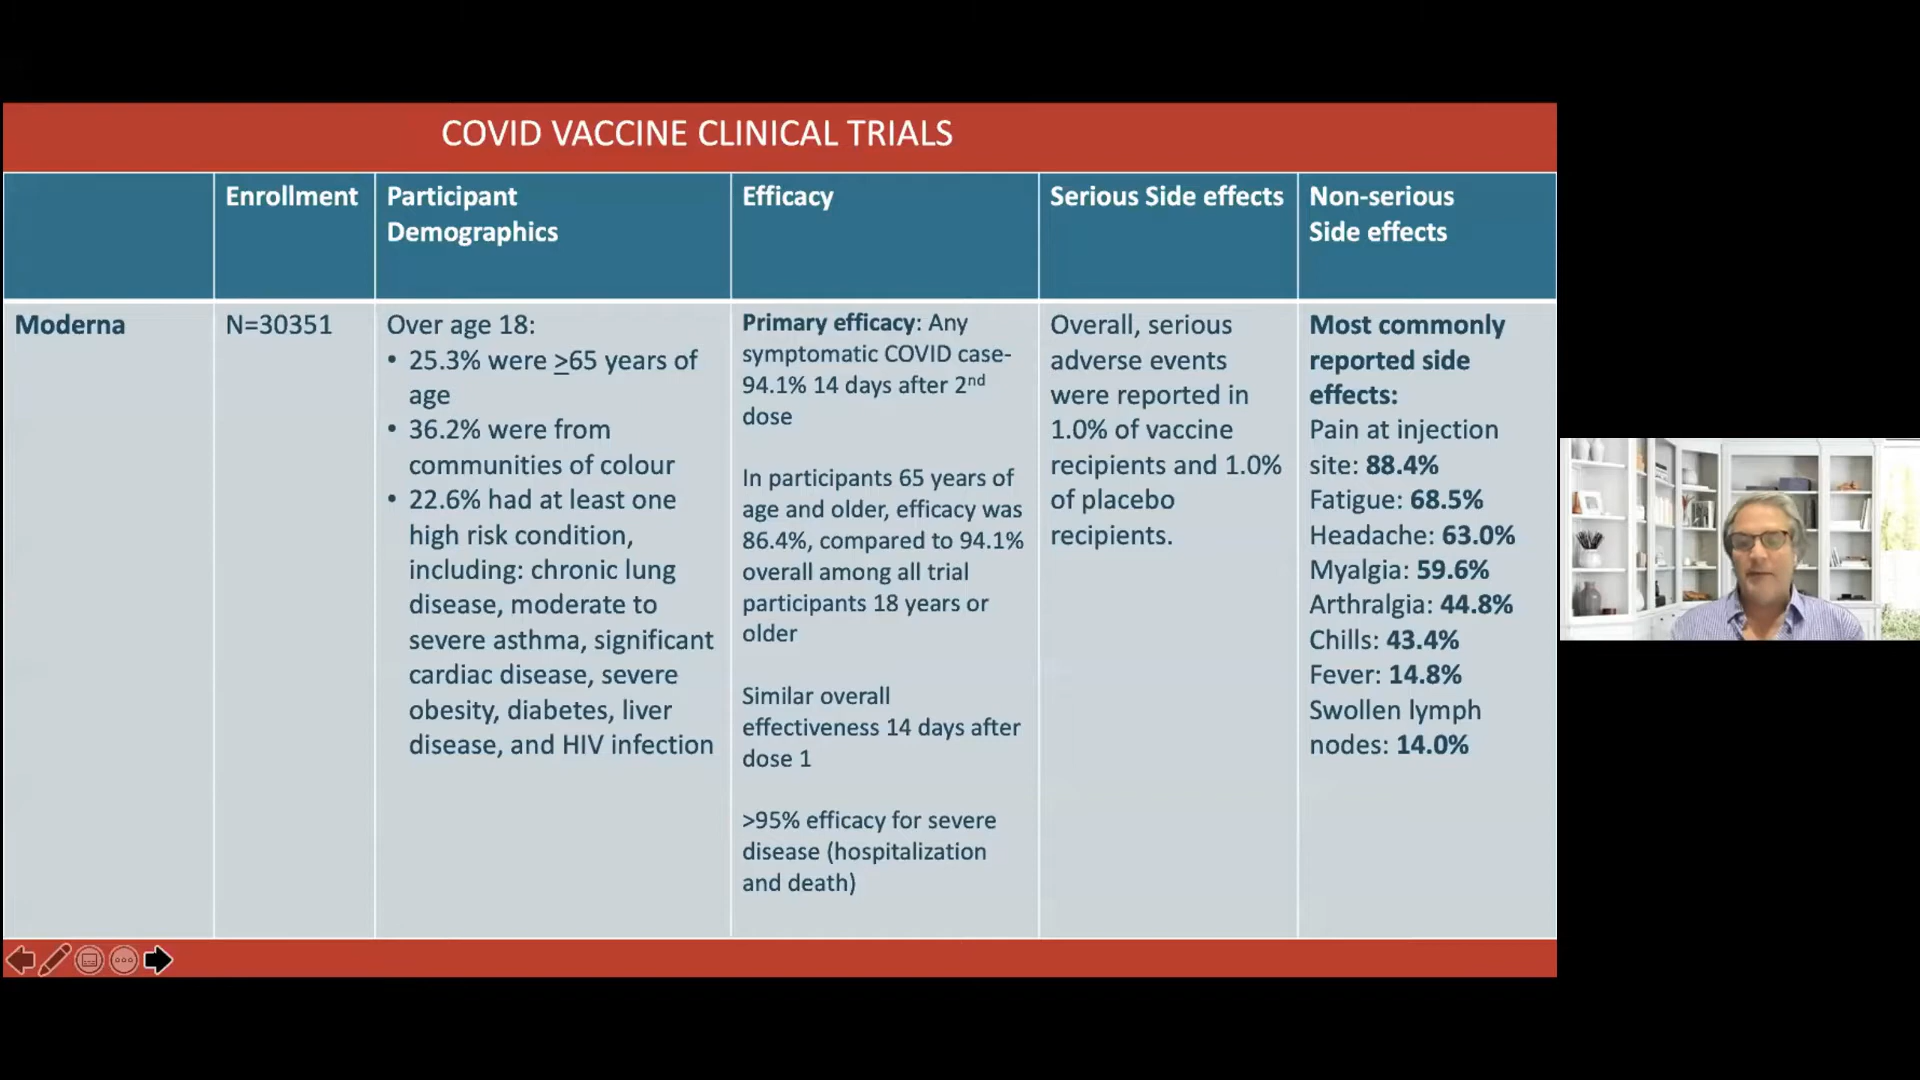 COVID VACCINE CLINICAL TRIALS
Enrollment
Participant
Demographics
Efficacy
Serious Side effects
Non-serious
Side effects
Moderna
N=30351
Over age 18:
• 25.3% were ≥65 years of
age
• 36.2% were from
communities of colour
• 22.6% had at least one
high risk condition,
including: chronic lung
disease, moderate to
severe asthma, significant
cardiac disease, severe
obesity, diabetes, liver
disease, and HIV infection
Primary efficacy: Any
symptomatic COVID case-
94.1% 14 days after 2nd
dose
In participants 65 years of
age and older, efficacy was
86.4%, compared to 94.1%
overall among all trial
participants 18 years or
older
Similar overall
effectiveness 14 days after
dose 1
>95% efficacy for severe
disease (hospitalization
and death)
Overall, serious
adverse events
were reported in
1.0% of vaccine
recipients and 1.0%
of placebo
recipients.
Most commonly
reported side
effects:
Pain at injection
site: 88.4%
Fatigue: 68.5%
Headache: 63.0%
Myalgia: 59.6%
Arthralgia: 44.8%
Chills: 43.4%
Fever: 14.8%
Swollen lymph
nodes: 14.0%